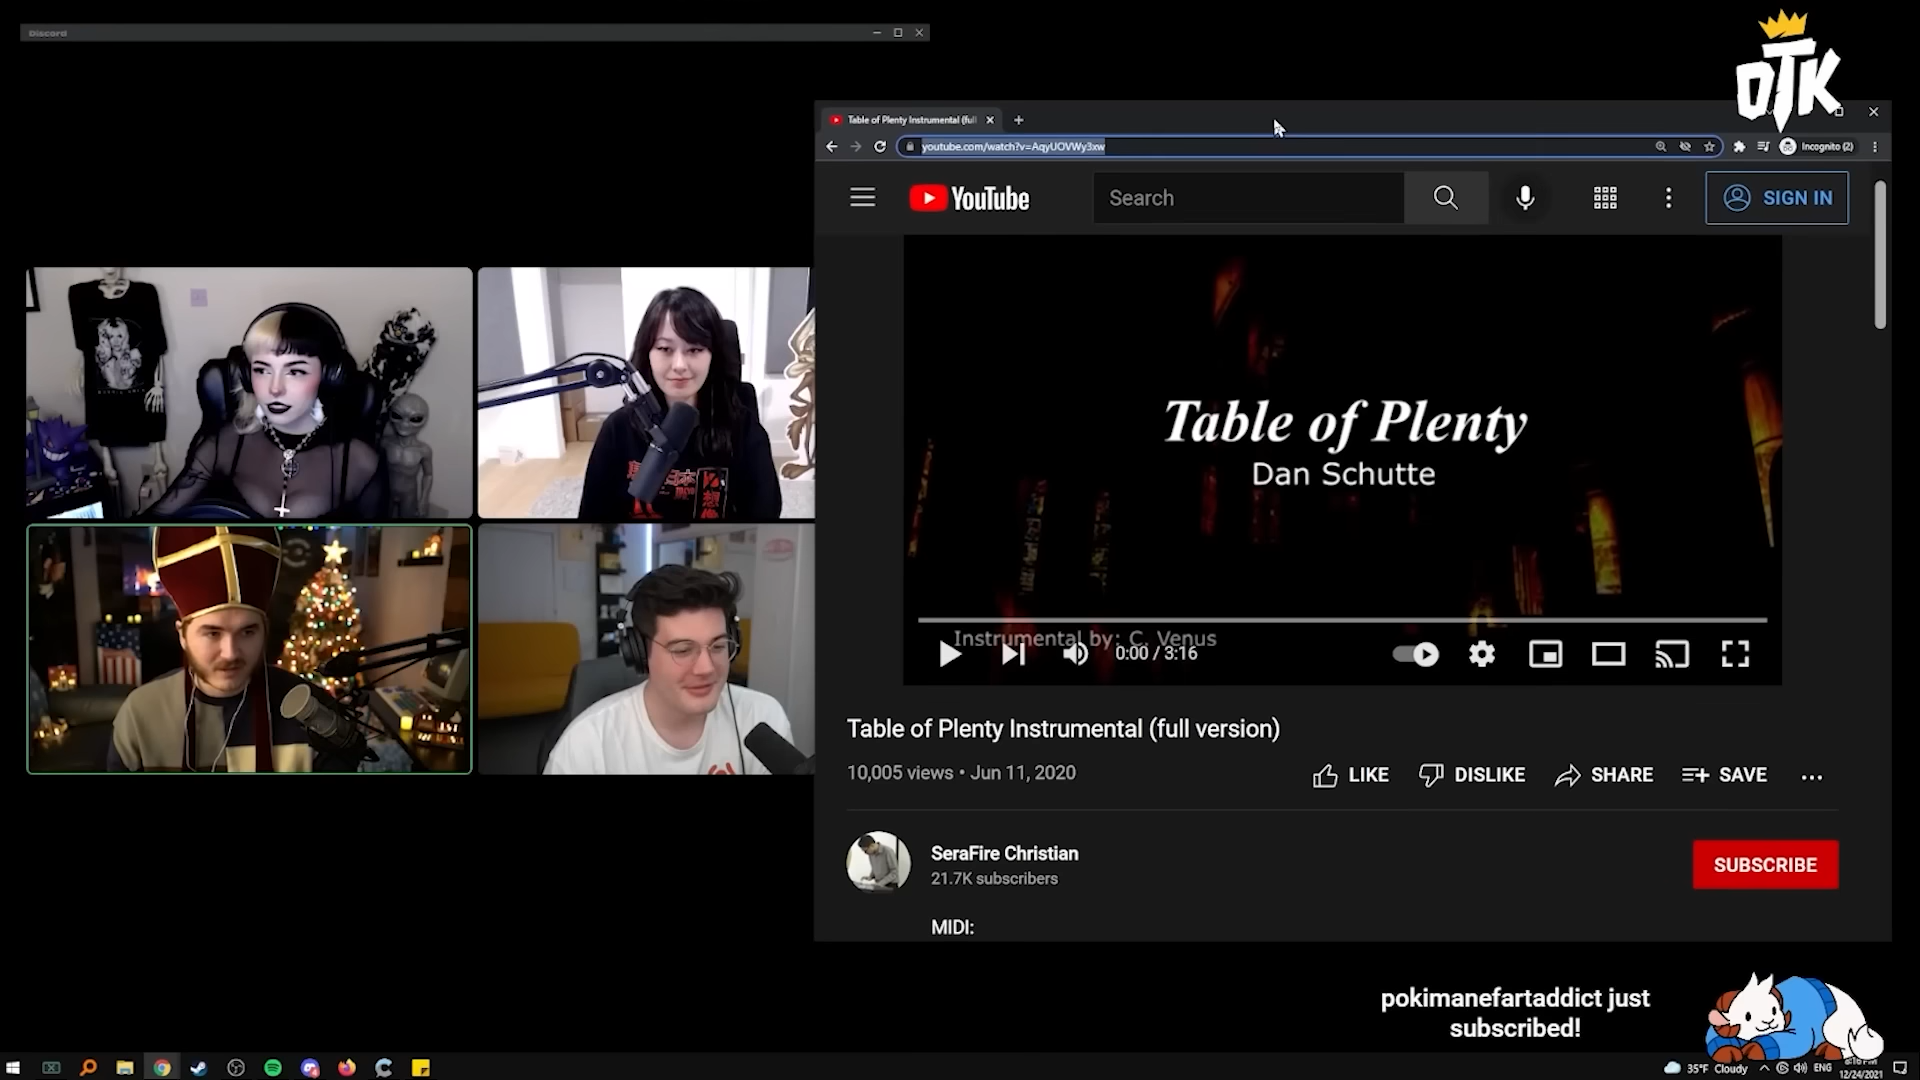 Discord
OTK
Table of Plenty Instrumental (full
youtube.com/watch?v=AqyUOVWy3xw
Incognito (2)
YouTube
Search
SIGN IN
Table of Plenty
Dan Schutte
Instrumental by: C. Venus
0:00 / 3:16
Table of Plenty Instrumental (full version)
10,005 views • Jun 11, 2020
LIKE
DISLIKE
SHARE
SAVE
SeraFire Christian
21.7K subscribers
SUBSCRIBE
MIDI:
pokimanefartaddict just
subscribed!
35°F Cloudy
ENG
12/24/2021